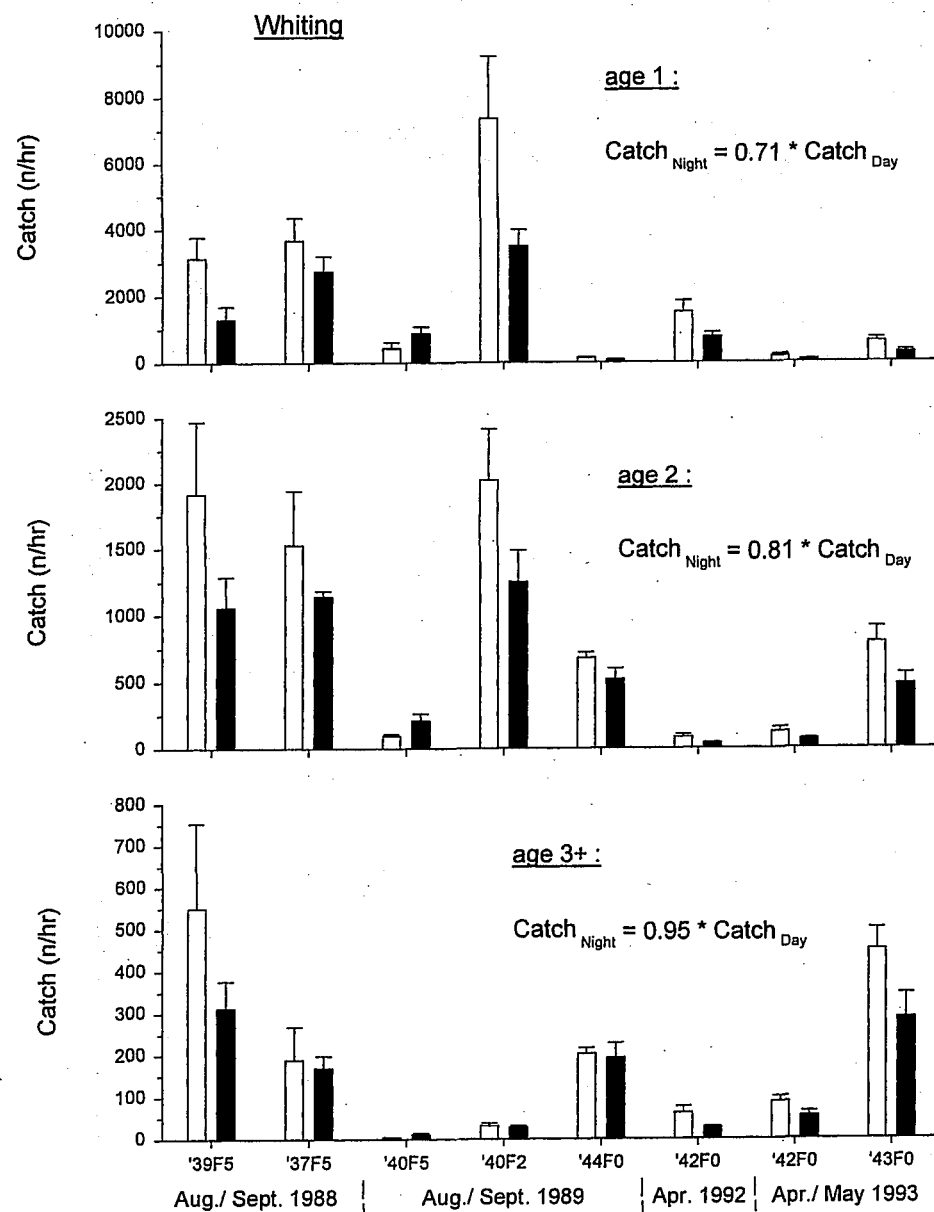 Whiting
10000
8000
6000
4000
2000
0
Catch (n/hr)
age 1 :
Catch Night = 0.71 * Catch Day
2500
2000
1500
1000
500
0
Catch (n/hr)
age 2 :
Catch Night = 0.81 * Catch Day
800
700
600
500
400
300
200
100
0
Catch (n/hr)
age 3+ :
Catch Night = 0.95 * Catch Day
'39F5 '37F5 '40F5 '40F2 '44F0 '42F0 '42F0 '43F0
Aug./ Sept. 1988 Aug./ Sept. 1989 Apr. 1992 Apr./ May 1993